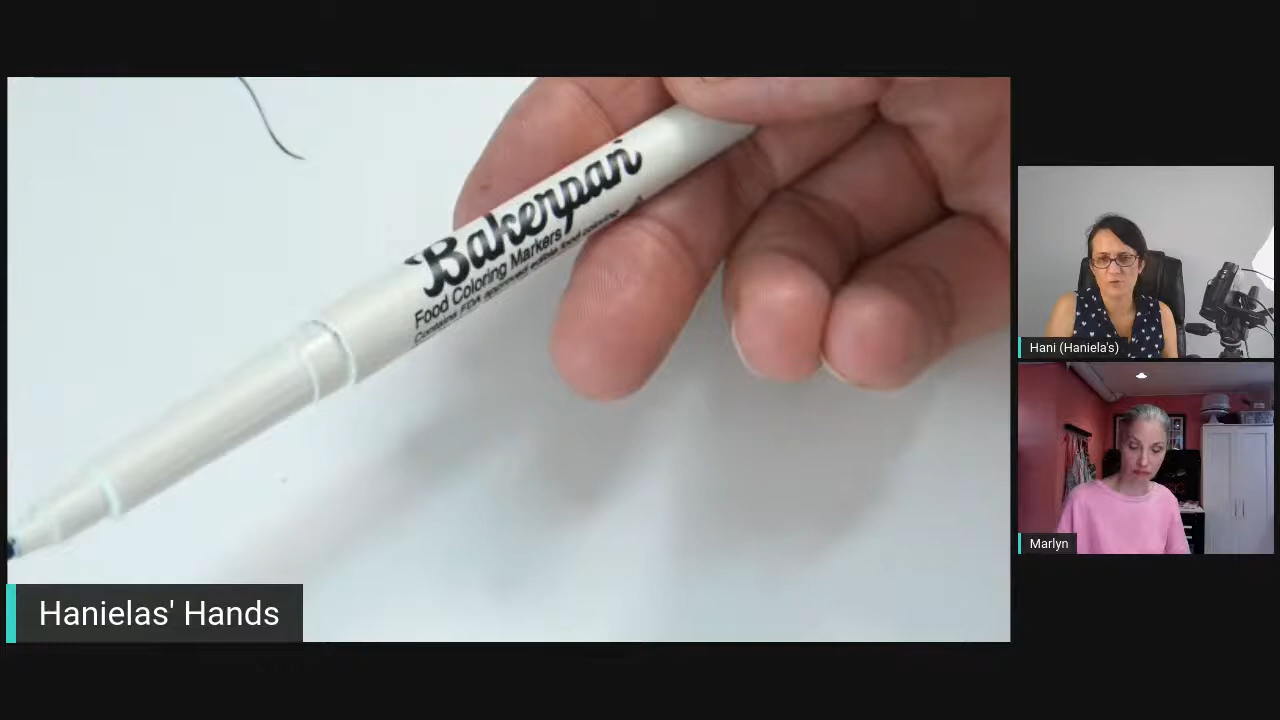 Bakerpan
Food Coloring Markers
Contains FDA approved edible food coloring
Hani (Haniela's)
Marlyn
Hanielas' Hands